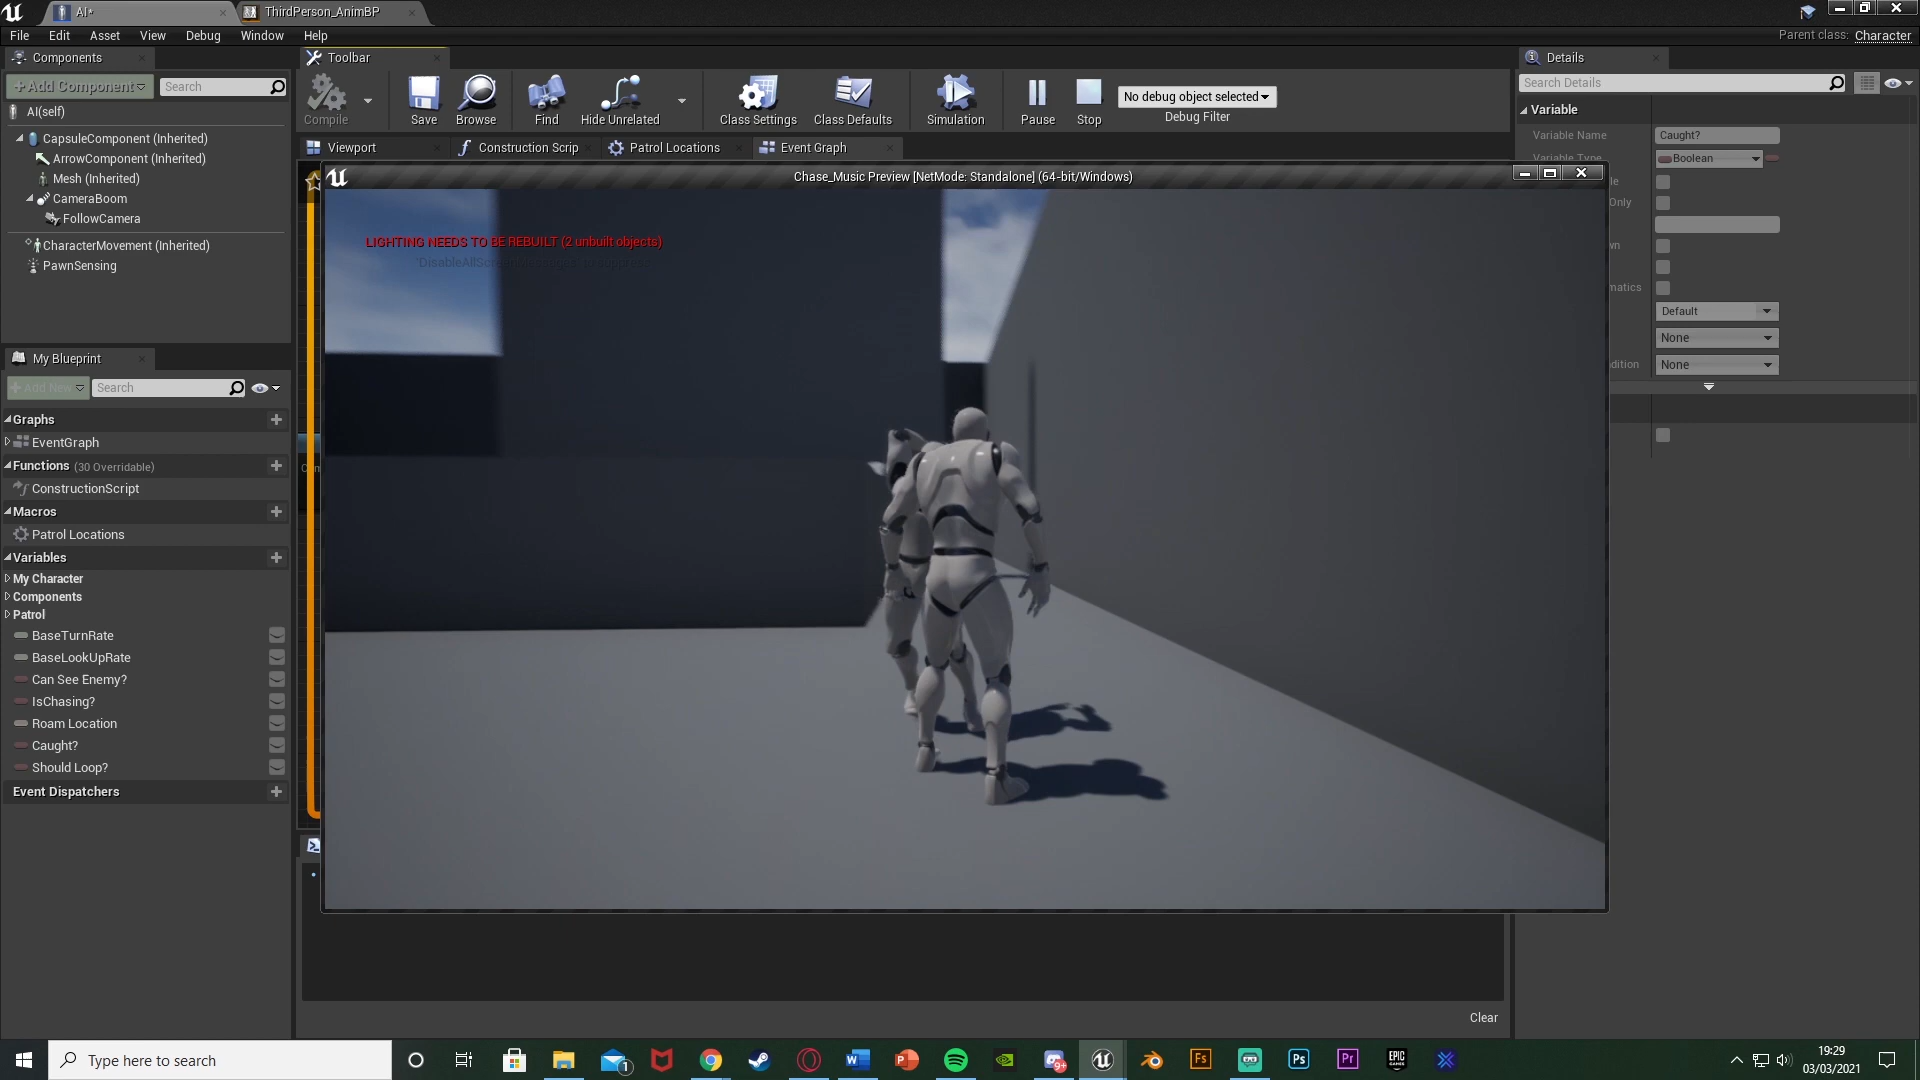 AI*
ThirdPerson_AnimBP
File Edit Asset View Debug Window Help
Parent class: Character
Components
Toolbar
Details
+Add Component
Search
Search Details
Compile
Save
Browse
Find
Hide Unrelated
Class Settings
Class Defaults
Simulation
Pause
Stop
No debug object selected
Debug Filter
AI(self)
CapsuleComponent (Inherited)
ArrowComponent (Inherited)
Mesh (Inherited)
CameraBoom
FollowCamera
CharacterMovement (Inherited)
PawnSensing
Variable
Variable Name
Caught?
Variable Type
Boolean
Only
wn
matics
Default
None
dition
None
Viewport
Construction Scrip
Patrol Locations
Event Graph
Chase_Music Preview [NetMode: Standalone] (64-bit/Windows)
LIGHTING NEEDS TO BE REBUILT (2 unbuilt objects)
My Blueprint
+Add New
Search
Graphs
EventGraph
Functions (30 Overridable)
ConstructionScript
Macros
Patrol Locations
Variables
My Character
Components
Patrol
BaseTurnRate
BaseLookUpRate
Can See Enemy?
IsChasing?
Roam Location
Caught?
Should Loop?
Event Dispatchers
Clear
Type here to search
19:29
03/03/2021